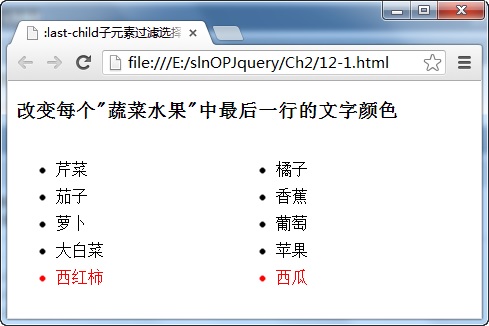 :last-child子元素过滤选择
file:///E:/slnOPJquery/Ch2/12-1.html
改变每个"蔬菜水果"中最后一行的文字颜色
芹菜
茄子
萝卜
大白菜
西红柿
橘子
香蕉
葡萄
苹果
西瓜